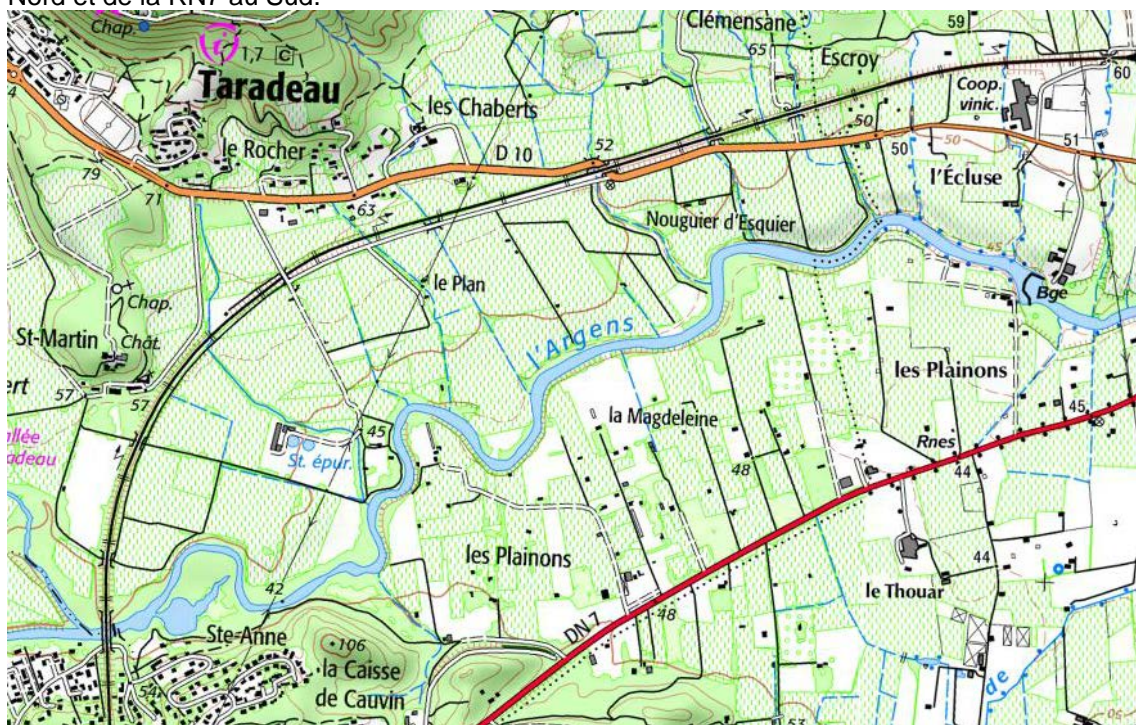 Nord et de la RN7 au Sud.
Chap.
1,7 C
Clémensane
59
65
Escroy
60
Taradeau
les Chaberts
Coop.
vinic.
50
52
D 10
50
50
51
le Rocher
79
71
63
l'Écluse
Nouguier d'Esquier
45
le Plan
Bge
Chap.
St-Martin
Chât.
l'Argens
57
57
les Plainons
la Magdeleine
45
45
St. épur.
Rnes
48
44
les Plainons
44
le Thouar
42
48
DN 7
Ste-Anne
106
la Caisse
de Cauvin
54
de
53
50